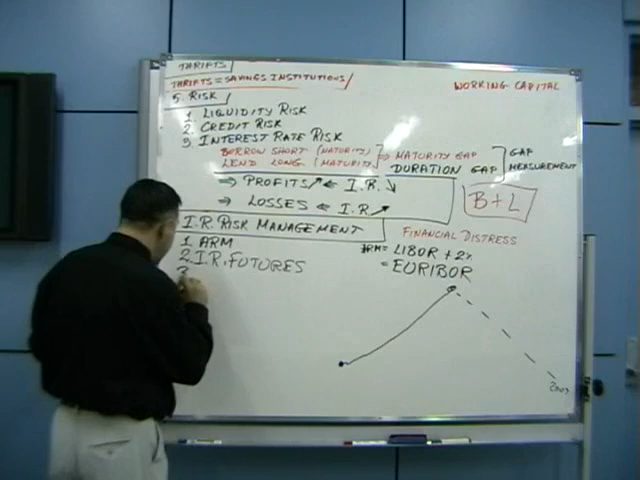 THRIFTS
THRIFTS = SAVINGS INSTITUTIONS
WORKING CAPITAL
5. RISK
1. LIQUIDITY RISK
2. CREDIT RISK
3. INTEREST RATE RISK
BORROW SHORT (MATURITY) ⇒ MATURITY GAP
LEND LONG (MATURITY) DURATION GAP
GAP MEASUREMENT
⇒ PROFITS ↗ ⇐ I.R. ↘
⇒ LOSSES ⇐ I.R. ↗
B + L
I.R. RISK MANAGEMENT
FINANCIAL DISTRESS
1. ARM
ARM = LIBOR + 2%
2. I.R. FUTURES
= EURIBOR
3.